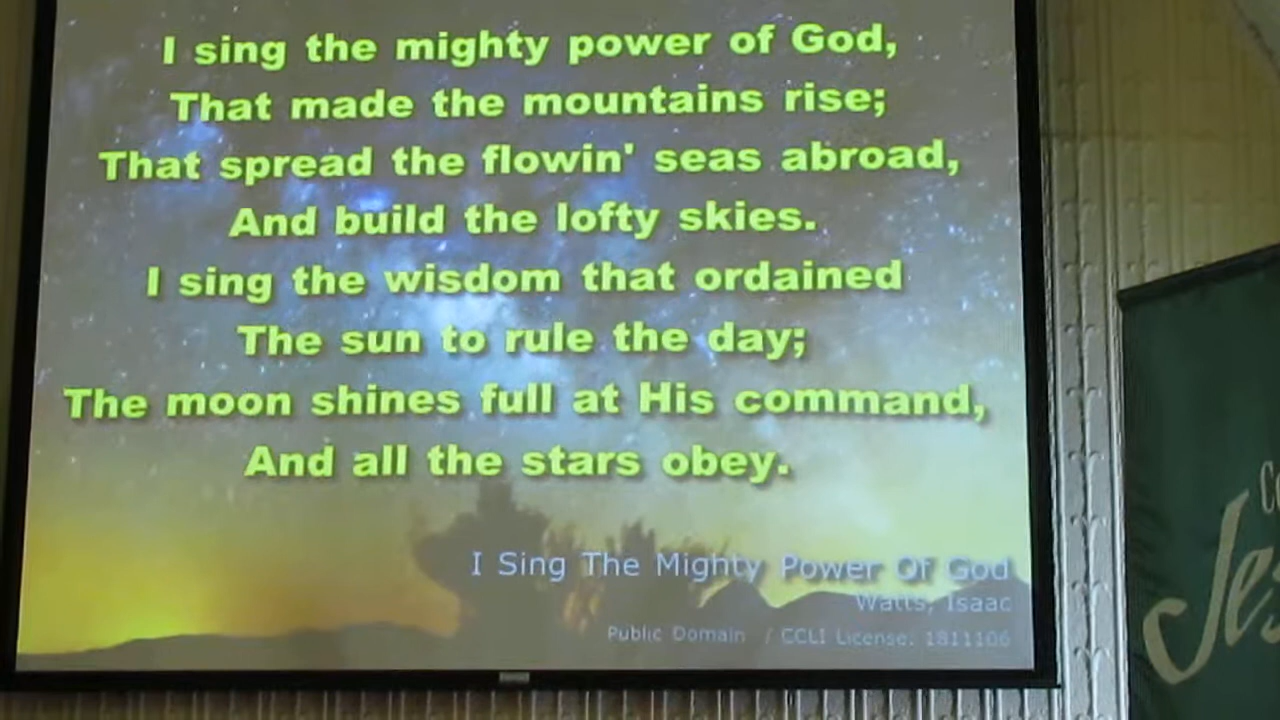 I sing the mighty power of God,
That made the mountains rise;
That spread the flowin' seas abroad,
And build the lofty skies.
I sing the wisdom that ordained
The sun to rule the day;
The moon shines full at His command,
And all the stars obey.
I Sing The Mighty Power Of God
Watts, Isaac
Public Domain / CCLI License. 1811106